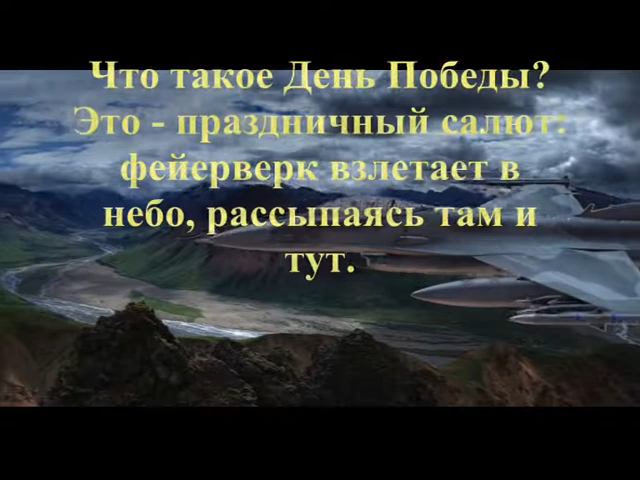 Что такое День Победы?
Это - праздничный салют:
фейерверк взлетает в
небо, рассыпаясь там и
тут.